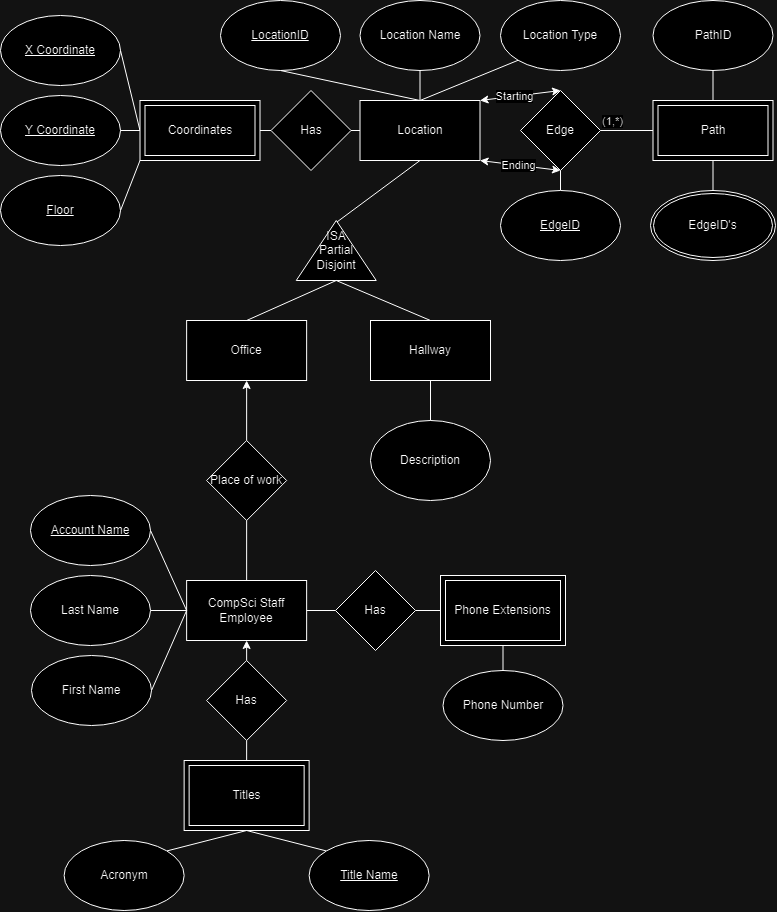 LocationID
Location Name
Location Type
PathID
X Coordinate
Starting
(1,*)
Y Coordinate
Coordinates
Has
Location
Edge
Path
Ending
Floor
EdgeID
EdgeID's
ISA
Partial
Disjoint
Office
Hallway
Description
Place of work
Account Name
CompSci Staff
Employee
Last Name
Has
Phone Extensions
First Name
Has
Phone Number
Titles
Acronym
Title Name